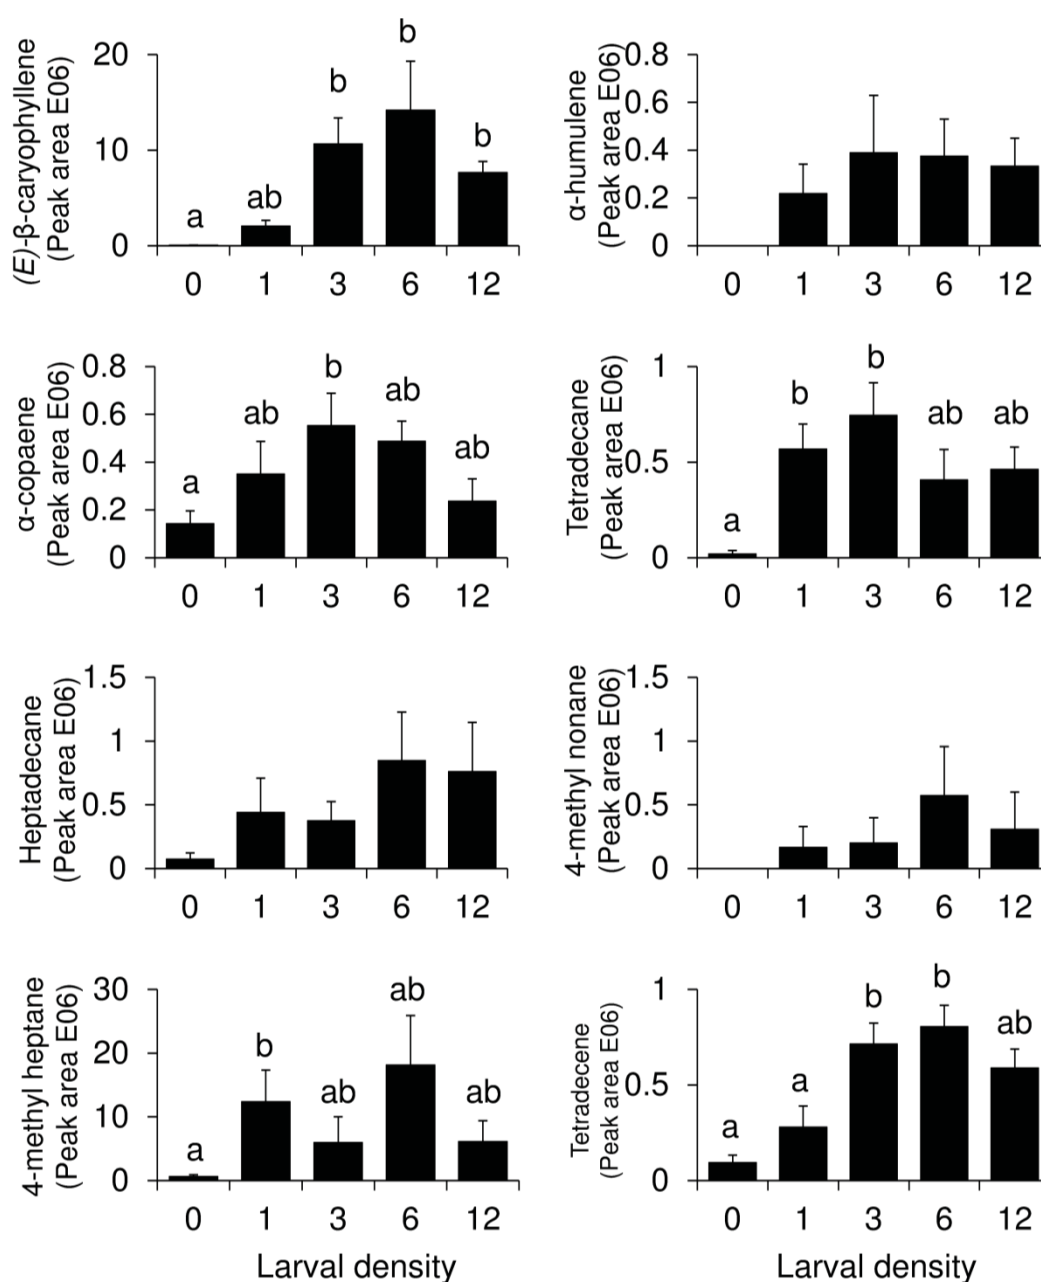 (E)-β-caryophyllene
(Peak area E06)
20
10
0
a
ab
b
b
b
0 1 3 6 12
α-humulene
(Peak area E06)
0.8
0.6
0.4
0.2
0
0 1 3 6 12
α-copaene
(Peak area E06)
0.8
0.6
0.4
0.2
0
a
ab
b
ab
ab
0 1 3 6 12
Tetradecane
(Peak area E06)
1
0.5
0
a
b
b
ab
ab
0 1 3 6 12
Heptadecane
(Peak area E06)
1.5
1
0.5
0
0 1 3 6 12
4-methyl nonane
(Peak area E06)
1.5
1
0.5
0
0 1 3 6 12
4-methyl heptane
(Peak area E06)
30
20
10
0
a
b
ab
ab
ab
0 1 3 6 12
Larval density
Tetradecene
(Peak area E06)
1
0.5
0
a
a
b
b
ab
0 1 3 6 12
Larval density